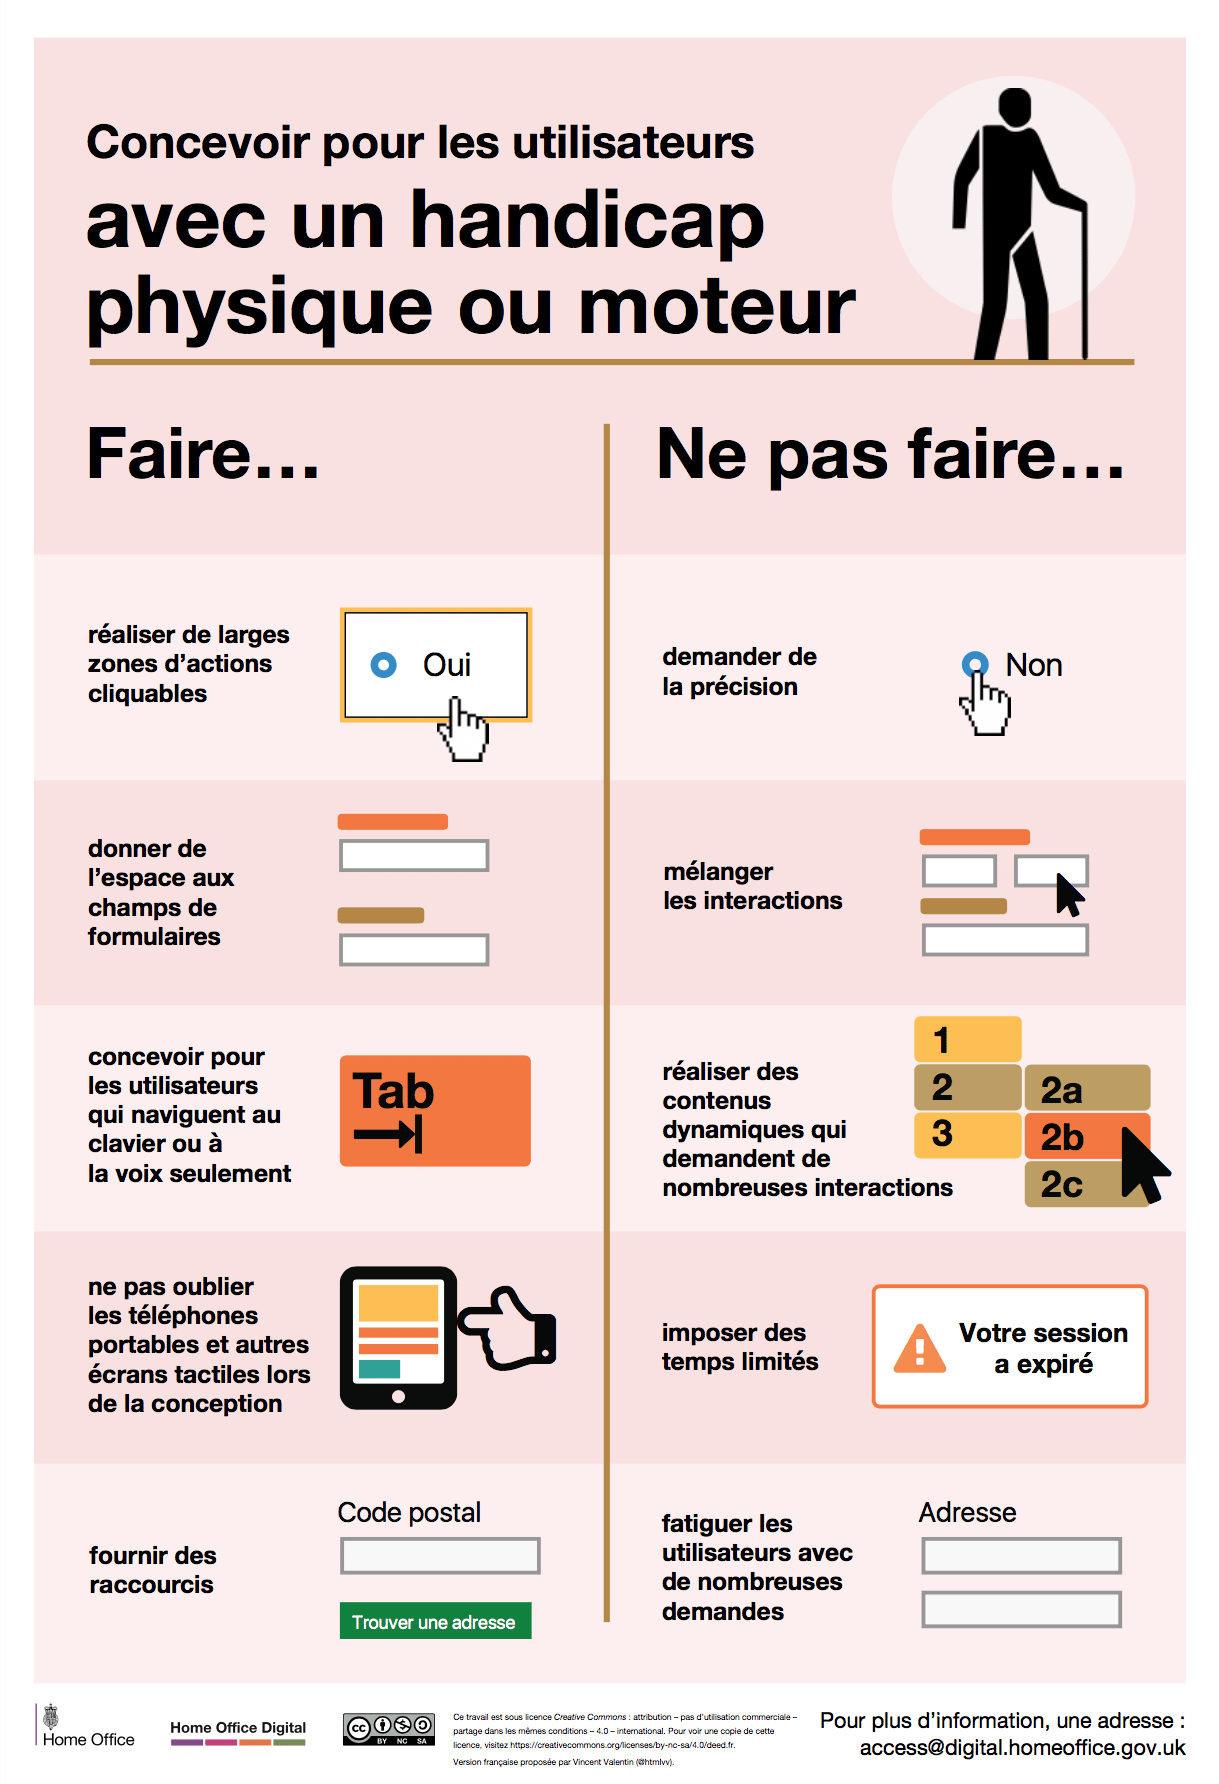 Concevoir pour les utilisateurs
avec un handicap
physique ou moteur
Faire…
Ne pas faire…
réaliser de larges
zones d’actions
cliquables
Oui
demander de
la précision
Non
donner de
l’espace aux
champs de
formulaires
mélanger
les interactions
concevoir pour
les utilisateurs
qui naviguent au
clavier ou à
la voix seulement
Tab
réaliser des
contenus
dynamiques qui
demandent de
nombreuses interactions
1
2
3
2a
2b
2c
ne pas oublier
les téléphones
portables et autres
écrans tactiles lors
de la conception
imposer des
temps limités
Votre session
a expiré
fournir des
raccourcis
Code postal
Trouver une adresse
fatiguer les
utilisateurs avec
de nombreuses
demandes
Adresse
Home Office
Home Office Digital
cc
BY NC SA
Ce travail est sous licence Creative Commons : attribution – pas d’utilisation commerciale –
partage dans les mêmes conditions – 4.0 – international. Pour voir une copie de cette
licence, visitez https://creativecommons.org/licenses/by-nc-sa/4.0/deed.fr.
Version française proposée par Vincent Valentin (@htmlvv).
Pour plus d’information, une adresse :
access@digital.homeoffice.gov.uk